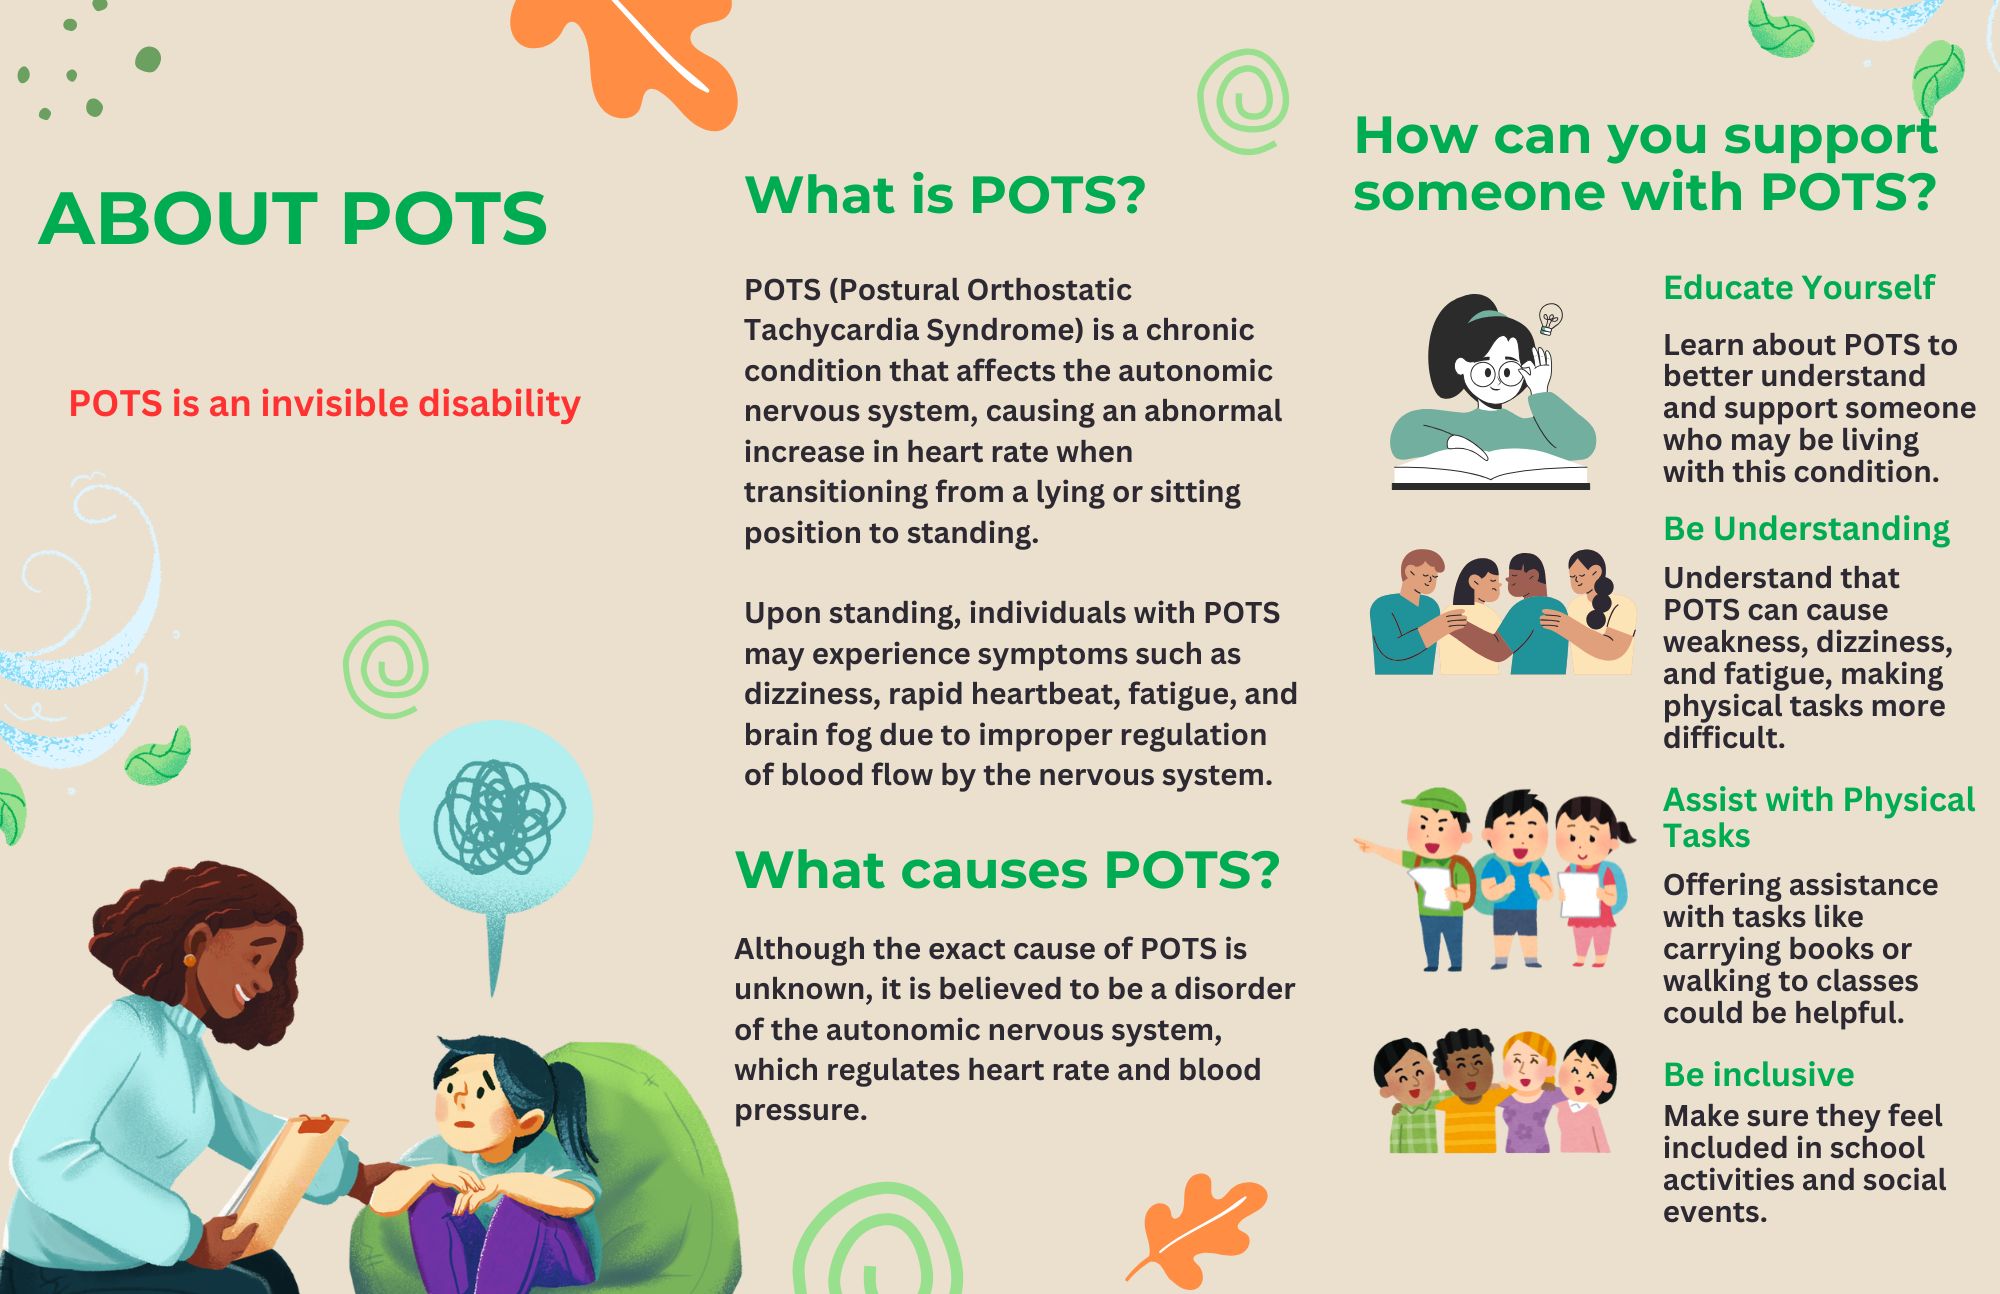 ABOUT POTS
POTS is an invisible disability
What is POTS?
POTS (Postural Orthostatic
Tachycardia Syndrome) is a chronic
condition that affects the autonomic
nervous system, causing an abnormal
increase in heart rate when
transitioning from a lying or sitting
position to standing.
Upon standing, individuals with POTS
may experience symptoms such as
dizziness, rapid heartbeat, fatigue, and
brain fog due to improper regulation
of blood flow by the nervous system.
What causes POTS?
Although the exact cause of POTS is
unknown, it is believed to be a disorder
of the autonomic nervous system,
which regulates heart rate and blood
pressure.
How can you support
someone with POTS?
Educate Yourself
Learn about POTS to
better understand
and support someone
who may be living
with this condition.
Be Understanding
Understand that
POTS can cause
weakness, dizziness,
and fatigue, making
physical tasks more
difficult.
Assist with Physical
Tasks
Offering assistance
with tasks like
carrying books or
walking to classes
could be helpful.
Be inclusive
Make sure they feel
included in school
activities and social
events.